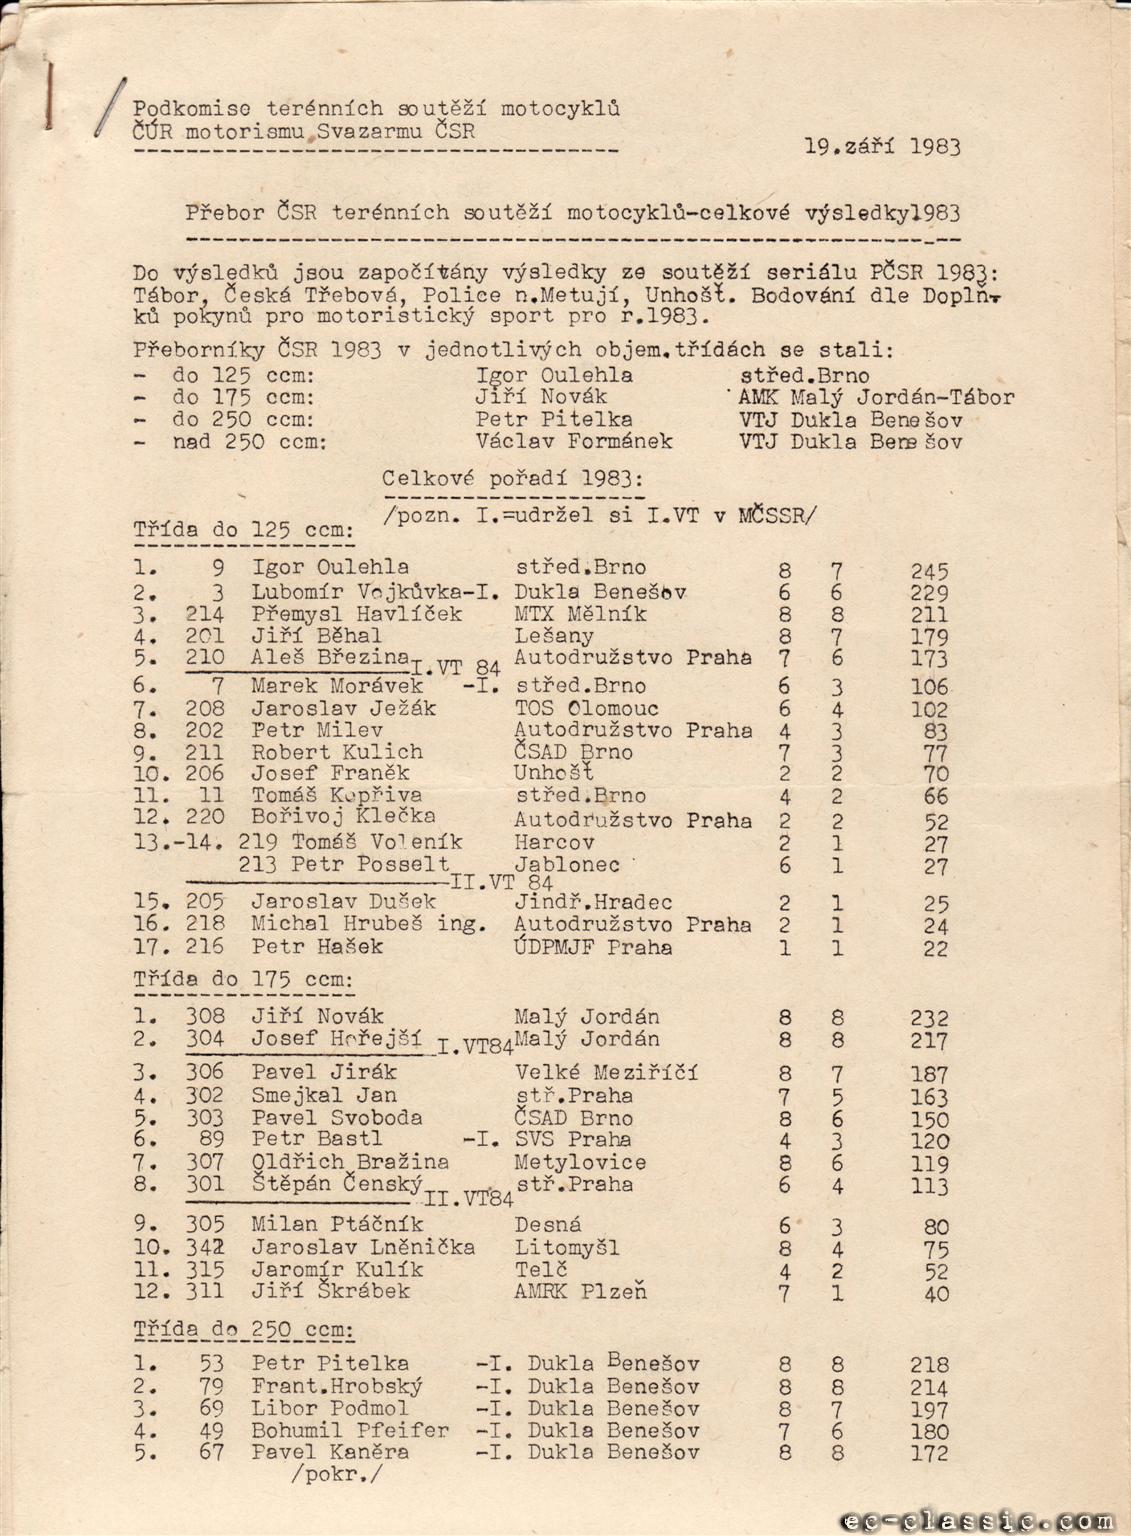 Podkomise terénních soutěží motocyklů
ČÚR motorismu Svazarmu ČSR
19.září 1983
Přebor ČSR terénních soutěží motocyklů-celkové výsledky1983
Do výsledků jsou započítány výsledky ze soutěží seriálu PČSR 1983:
Tábor, Česká Třebová, Police n.Metují, Unhošť. Bodování dle Doplň-
ků pokynů pro motoristický sport pro r.1983.
Přeborníky ČSR 1983 v jednotlivých objem.třídách se stali:
- do 125 ccm: Igor Oulehla střed.Brno
- do 175 ccm: Jiří Novák AMK Malý Jordán-Tábor
- do 250 ccm: Petr Pitelka VTJ Dukla Benešov
- nad 250 ccm: Václav Formánek VTJ Dukla Benešov
Celkové pořadí 1983:
/pozn. I.=udržel si I.VT v MČSSR/
Třída do 125 ccm:
1. 9 Igor Oulehla střed.Brno 8 7 245
2. 3 Lubomír Vojkůvka-I. Dukla Benešov 6 6 229
3. 214 Přemysl Havlíček MTX Mělník 8 8 211
4. 201 Jiří Běhal Lešany 8 7 179
5. 210 Aleš Březina Autodružstvo Praha 7 6 173
I.VT 84
6. 7 Marek Morávek -I. střed.Brno 6 3 106
7. 208 Jaroslav Ježák TOS Olomouc 6 4 102
8. 202 Petr Milev Autodružstvo Praha 4 3 83
9. 211 Robert Kulich ČSAD Brno 7 3 77
10. 206 Josef Franěk Unhošť 2 2 70
11. 11 Tomáš Kopřiva střed.Brno 4 2 66
12. 220 Bořivoj Klečka Autodružstvo Praha 2 2 52
13.-14. 219 Tomáš Voleník Harcov 2 1 27
213 Petr Posselt Jablonec 6 1 27
II.VT 84
15. 205 Jaroslav Dušek Jindř.Hradec 2 1 25
16. 218 Michal Hrubeš ing. Autodružstvo Praha 2 1 24
17. 216 Petr Hašek ÚDPMJF Praha 1 1 22
Třída do 175 ccm:
1. 308 Jiří Novák Malý Jordán 8 8 232
2. 304 Josef Hořejší Malý Jordán 8 8 217
I.VT84
3. 306 Pavel Jirák Velké Meziříčí 8 7 187
4. 302 Smejkal Jan stř.Praha 7 5 163
5. 303 Pavel Svoboda ČSAD Brno 8 6 150
6. 89 Petr Bastl -I. SVS Praha 4 3 120
7. 307 Oldřich Bražina Metylovice 8 6 119
8. 301 Štěpán Čenský stř.Praha 6 4 113
II.VT84
9. 305 Milan Ptáčník Desná 6 3 80
10. 342 Jaroslav Lněnička Litomyšl 8 4 75
11. 315 Jaromír Kulík Telč 4 2 52
12. 311 Jiří Škrábek AMRK Plzeň 7 1 40
Třída do 250 ccm:
1. 53 Petr Pitelka -I. Dukla Benešov 8 8 218
2. 79 Frant.Hrobský -I. Dukla Benešov 8 8 214
3. 69 Libor Podmol -I. Dukla Benešov 8 7 197
4. 49 Bohumil Pfeifer -I. Dukla Benešov 7 6 180
5. 67 Pavel Kaněra -I. Dukla Benešov 8 8 172
/pokr./
ec-classic.com